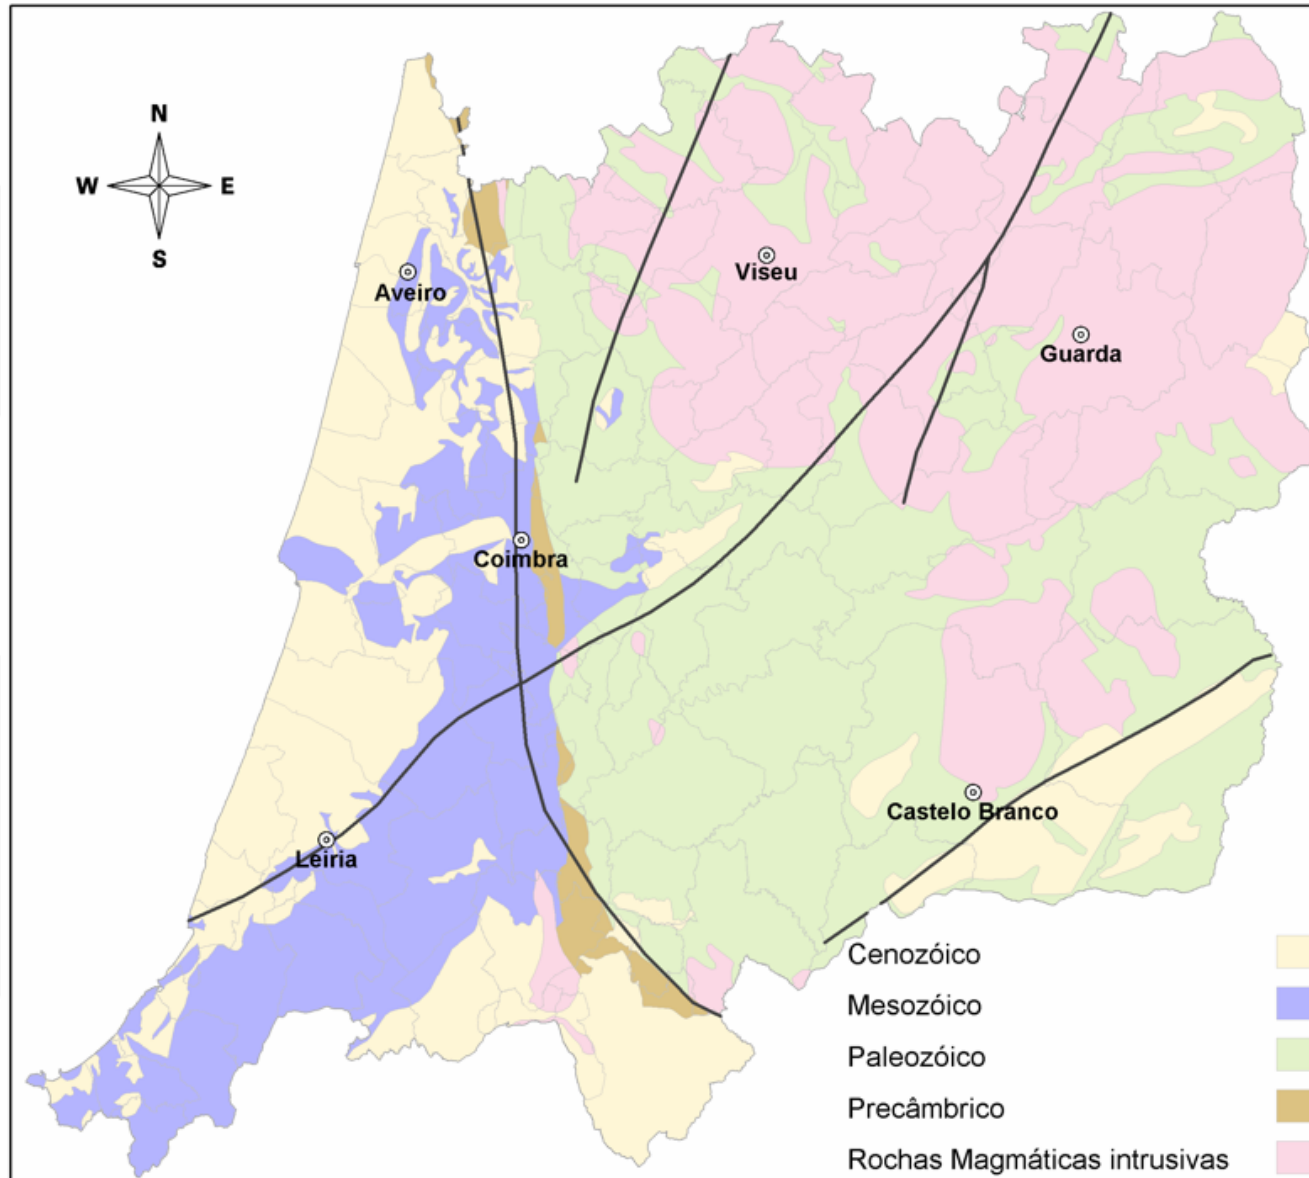 N
W
E
S
Aveiro
Viseu
Guarda
Coimbra
Castelo Branco
Leiria
Cenozóico
Mesozóico
Paleozóico
Precâmbrico
Rochas Magmáticas intrusivas